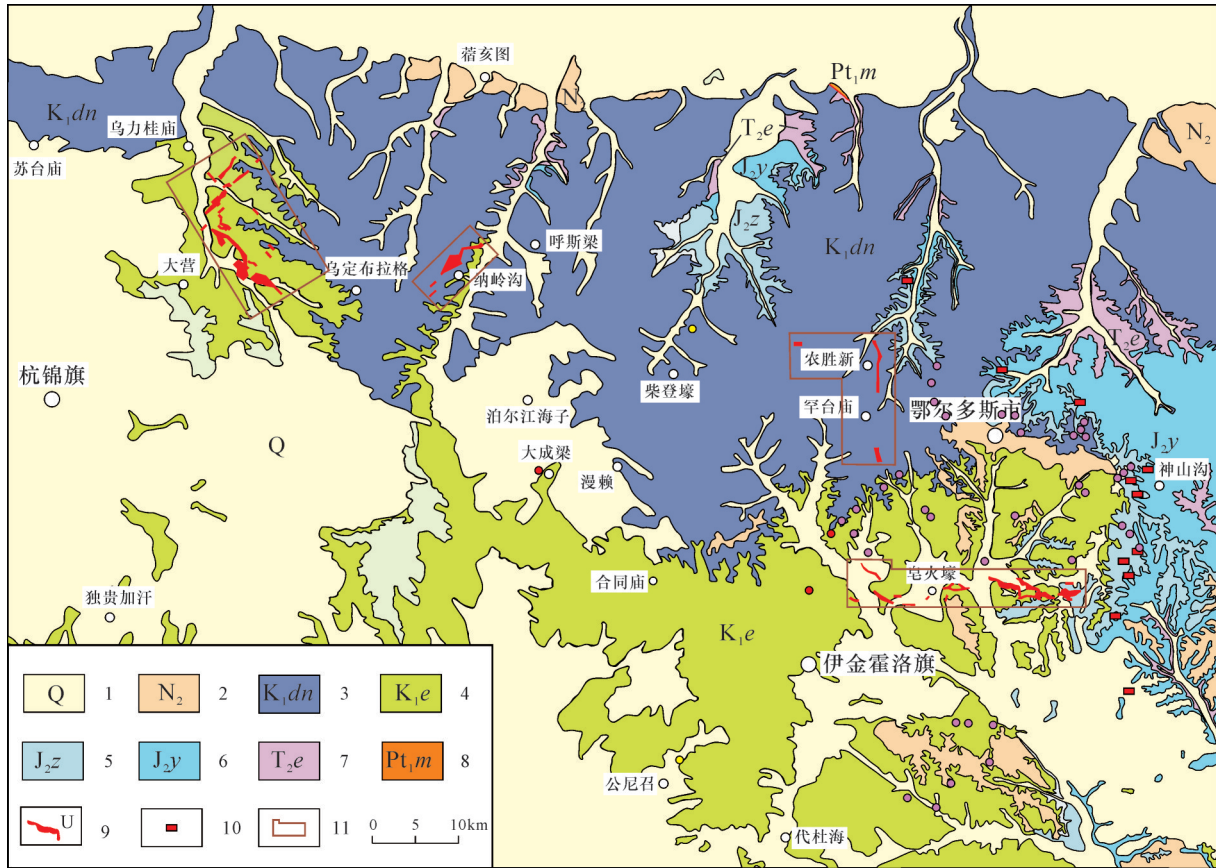 蓿亥图
Pt₁m
K₁dn
N
T₂e
N₂
乌力桂庙
苏台庙
J₂y
J₂z
呼斯梁
K₁dn
大营
乌定布拉格
纳岭沟
T₂e
农胜新
柴登壕
杭锦旗
泊尔江海子
罕台庙
鄂尔多斯市
Q
J₂y
大成梁
漫赖
神山沟
合同庙
皂火壕
独贵加汗
K₁e
伊金霍洛旗
公尼召
代杜海
Q 1 N₂ 2 K₁dn 3 K₁e 4
J₂z 5 J₂y 6 T₂e 7 Pt₁m 8
U 9 10 11 0 5 10km